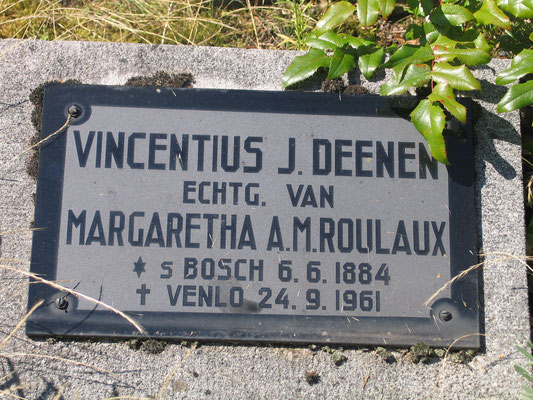 VINCENTIUS J. DEENEN
ECHTG. VAN
MARGARETHA A.M. ROULAUX
* S BOSCH 6.6.1884
✝ VENLO 24.9.1961